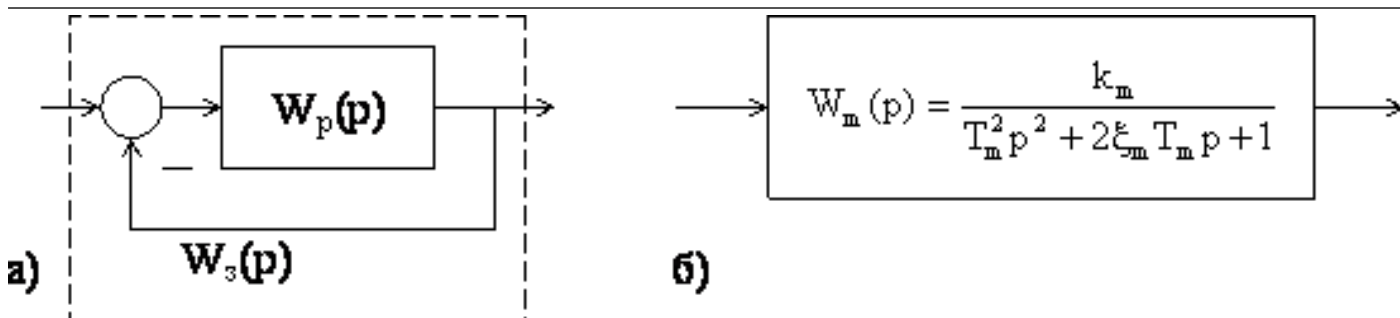 W_p(p)
—
W_з(p)
а)
W_m(p) = k_m / (T_m^2 p^2 + 2ξ_m T_m p + 1)
б)